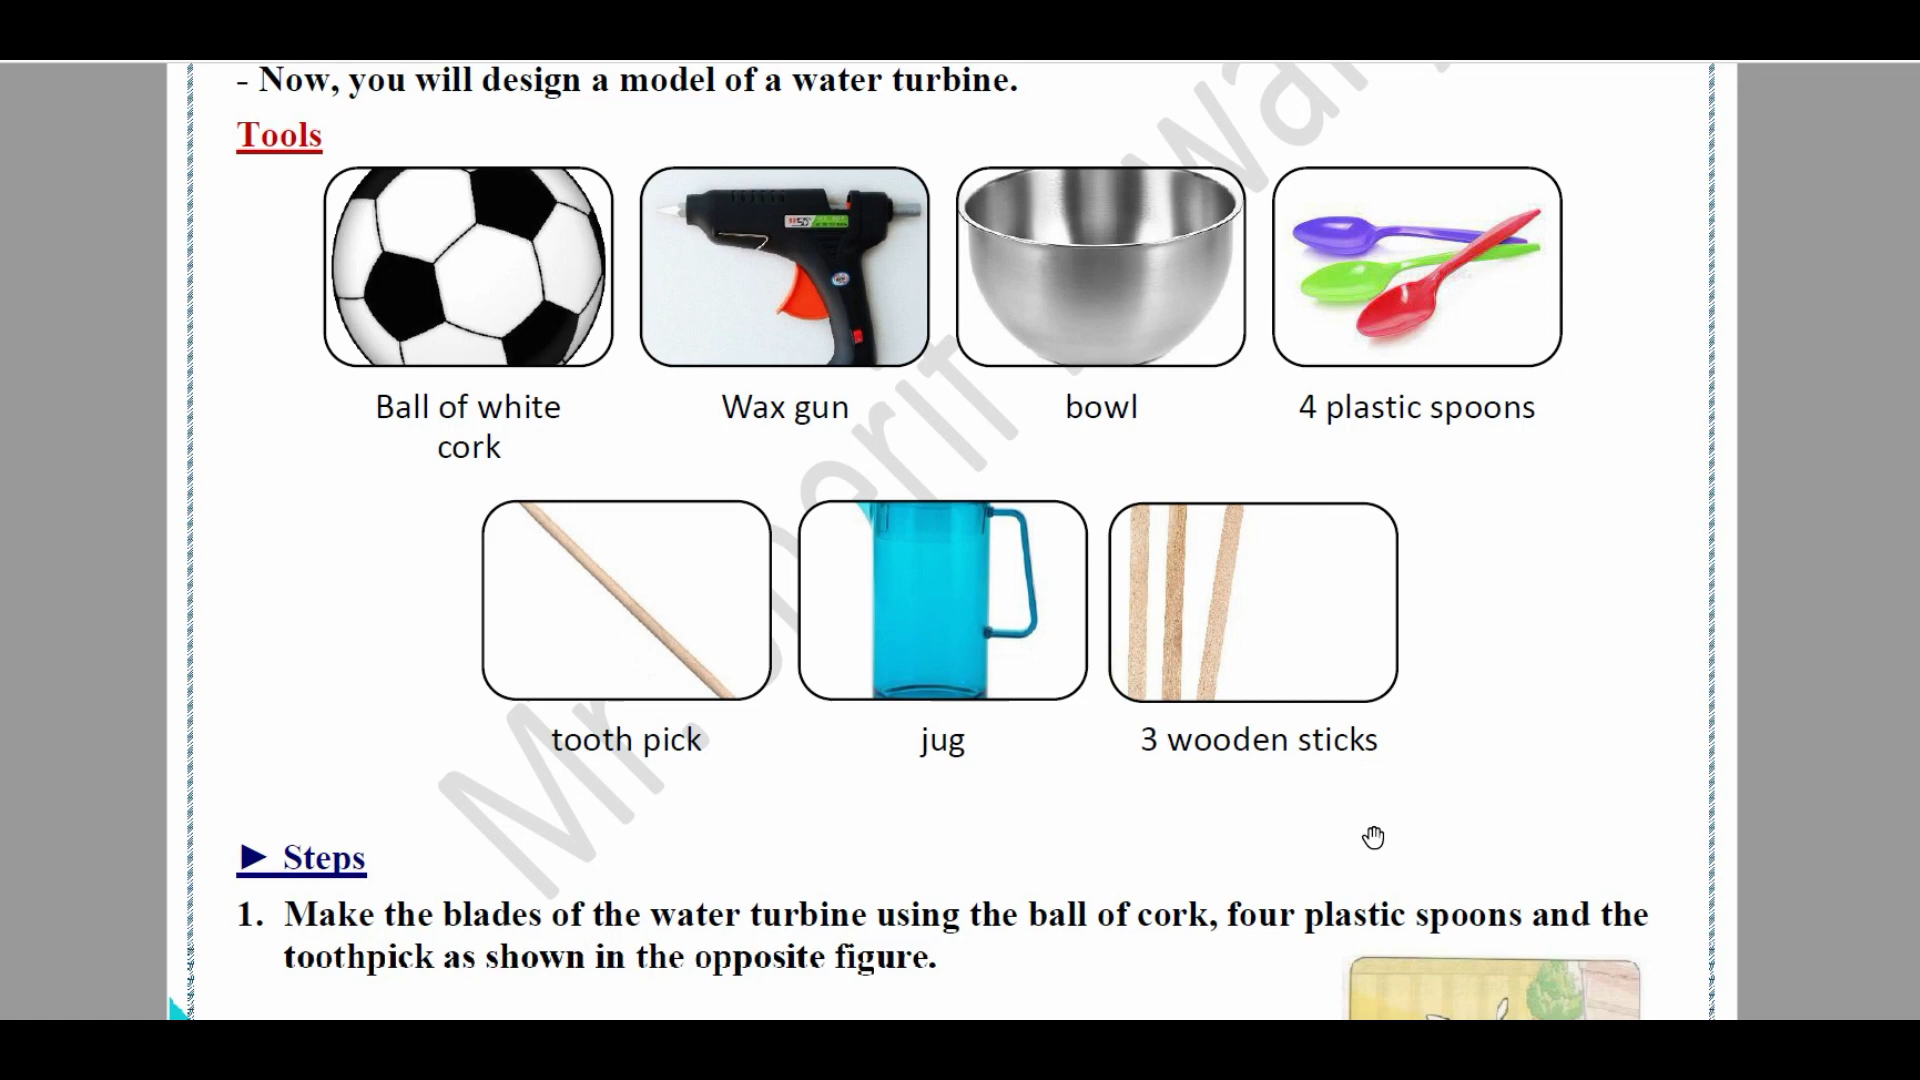 - Now, you will design a model of a water turbine.
Tools
Ball of white
cork
Wax gun
bowl
4 plastic spoons
tooth pick
jug
3 wooden sticks
► Steps
1. Make the blades of the water turbine using the ball of cork, four plastic spoons and the
toothpick as shown in the opposite figure.